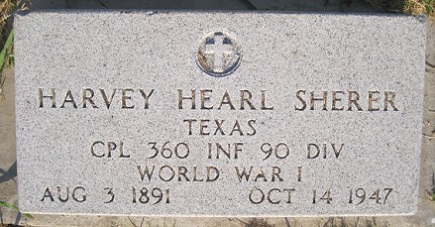 HARVEY HEARL SHERER
TEXAS
CPL 360 INF 90 DIV
WORLD WAR I
AUG 3 1891 OCT 14 1947